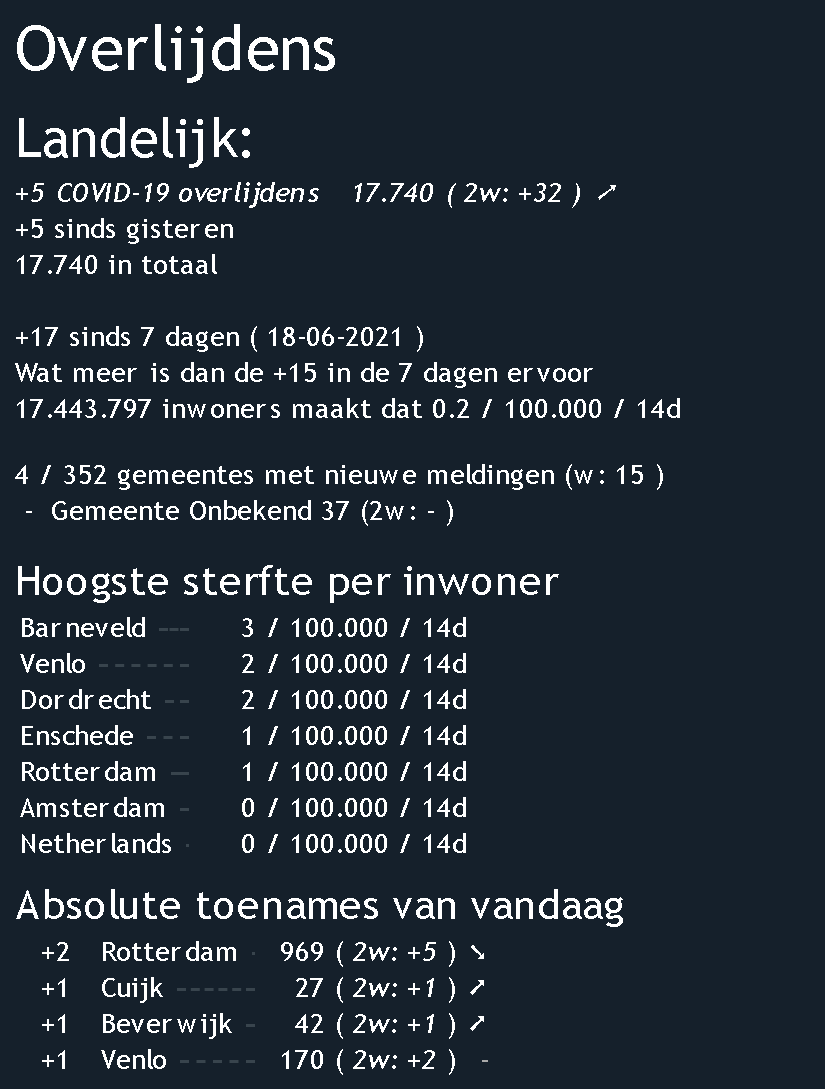 Overlijdens
Landelijk:
+5 COVID-19 overlijdens 17.740 ( 2w: +32 ) ↗
+5 sinds gisteren
17.740 in totaal
+17 sinds 7 dagen ( 18-06-2021 )
Wat meer is dan de +15 in de 7 dagen ervoor
17.443.797 inwoners maakt dat 0.2 / 100.000 / 14d
4 / 352 gemeentes met nieuwe meldingen (w: 15 )
- Gemeente Onbekend 37 (2w: - )
Hoogste sterfte per inwoner
Barneveld --- 3 / 100.000 / 14d
Venlo ------ 2 / 100.000 / 14d
Dordrecht -- 2 / 100.000 / 14d
Enschede --- 1 / 100.000 / 14d
Rotterdam -- 1 / 100.000 / 14d
Amsterdam - 0 / 100.000 / 14d
Netherlands · 0 / 100.000 / 14d
Absolute toenames van vandaag
+2 Rotterdam · 969 ( 2w: +5 ) ↘
+1 Cuijk ------ 27 ( 2w: +1 ) ↗
+1 Beverwijk - 42 ( 2w: +1 ) ↗
+1 Venlo ----- 170 ( 2w: +2 ) -